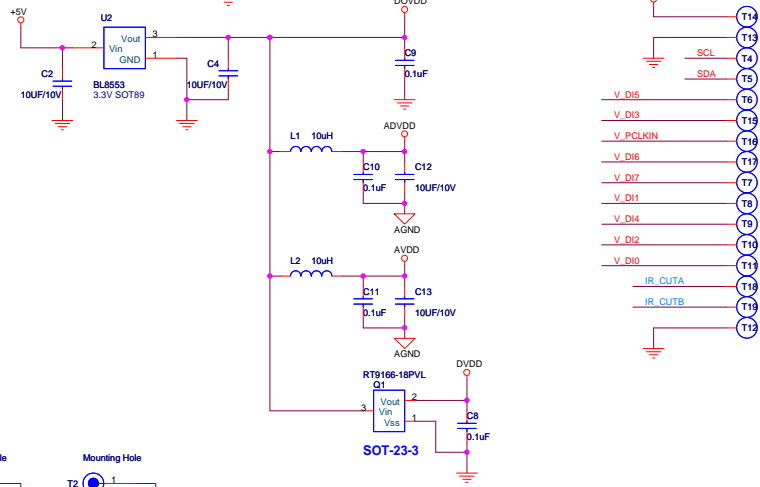 +5V
DOVDD
U2
2
Vin
Vout
3
GND
1
BL8553
3.3V SOT89
C2
10UF/10V
C4
10UF/10V
C9
0.1uF
L1 10uH
ADVDD
C10
0.1uF
C12
10UF/10V
AGND
L2 10uH
AVDD
C11
0.1uF
C13
10UF/10V
AGND
RT9166-18PVL
Q1
DVDD
3
Vout
2
Vin
Vss
1
C8
0.1uF
SOT-23-3
T14
T13
SCL T4
SDA T5
V_DI5 T6
V_DI3 T15
V_PCLKIN T16
V_DI6 T17
V_DI7 T7
V_DI1 T8
V_DI4 T9
V_DI2 T10
V_DI0 T11
IR_CUTA T18
IR_CUTB T19
T12
Mounting Hole
T2
1